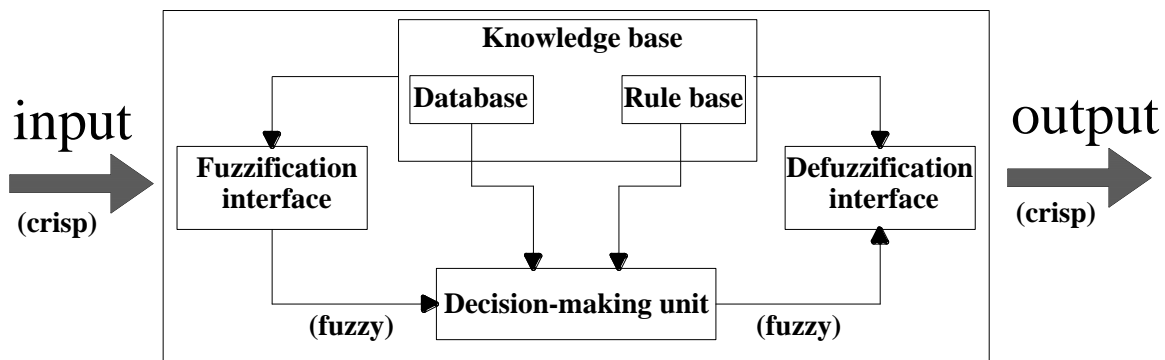 Knowledge base
Database
Rule base
input
(crisp)
Fuzzification
interface
Defuzzification
interface
output
(crisp)
Decision-making unit
(fuzzy)
(fuzzy)